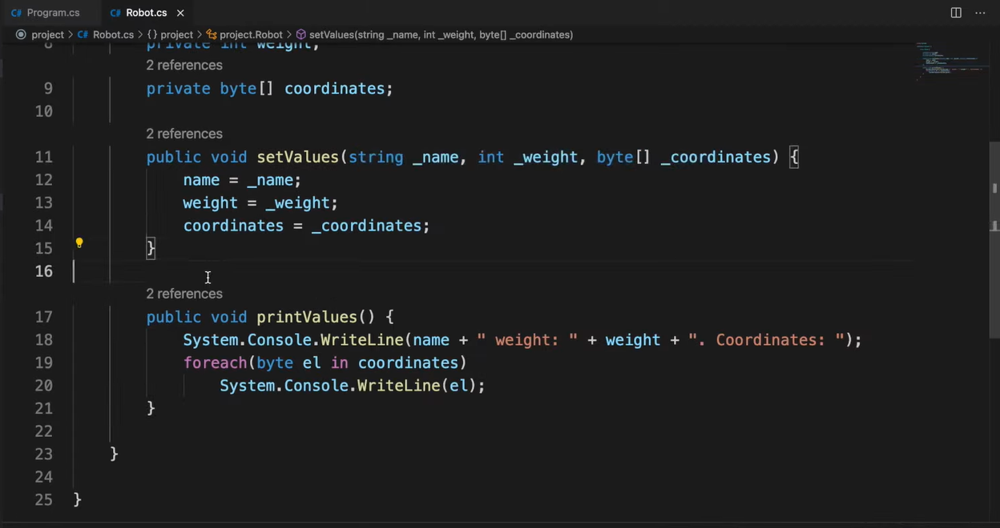 C# Program.cs C# Robot.cs ×
project > C# Robot.cs > {} project > project.Robot > setValues(string _name, int _weight, byte[] _coordinates)
8 private int weight;
2 references
9 private byte[] coordinates;
10
2 references
11 public void setValues(string _name, int _weight, byte[] _coordinates) {
12 name = _name;
13 weight = _weight;
14 coordinates = _coordinates;
15 }
16
2 references
17 public void printValues() {
18 System.Console.WriteLine(name + " weight: " + weight + ". Coordinates: ");
19 foreach(byte el in coordinates)
20 System.Console.WriteLine(el);
21 }
22
23 }
24
25 }